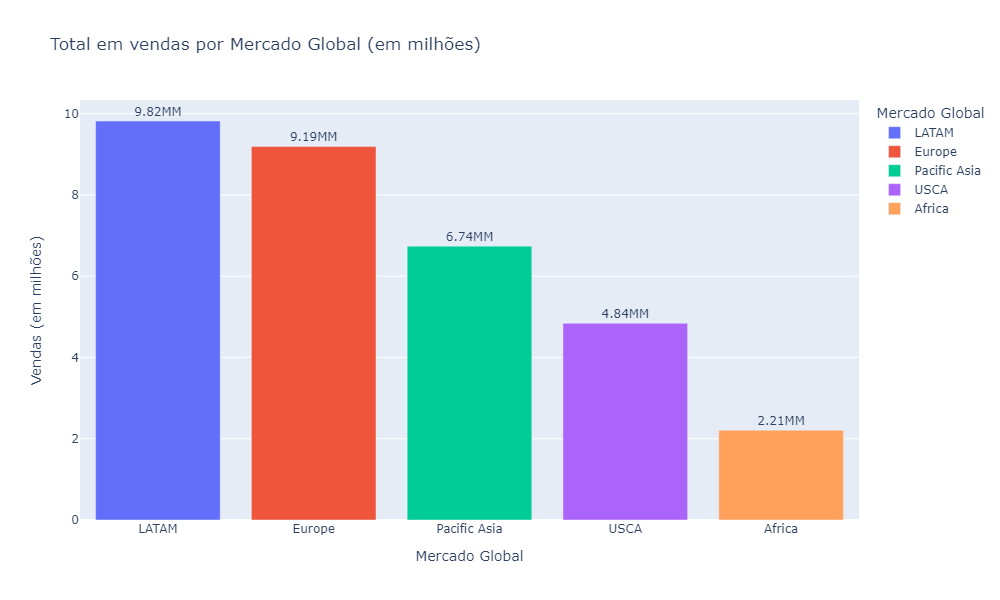 Total em vendas por Mercado Global (em milhões)
Vendas (em milhões)
10
8
6
4
2
0
9.82MM
9.19MM
6.74MM
4.84MM
2.21MM
LATAM
Europe
Pacific Asia
USCA
Africa
Mercado Global
Mercado Global
LATAM
Europe
Pacific Asia
USCA
Africa